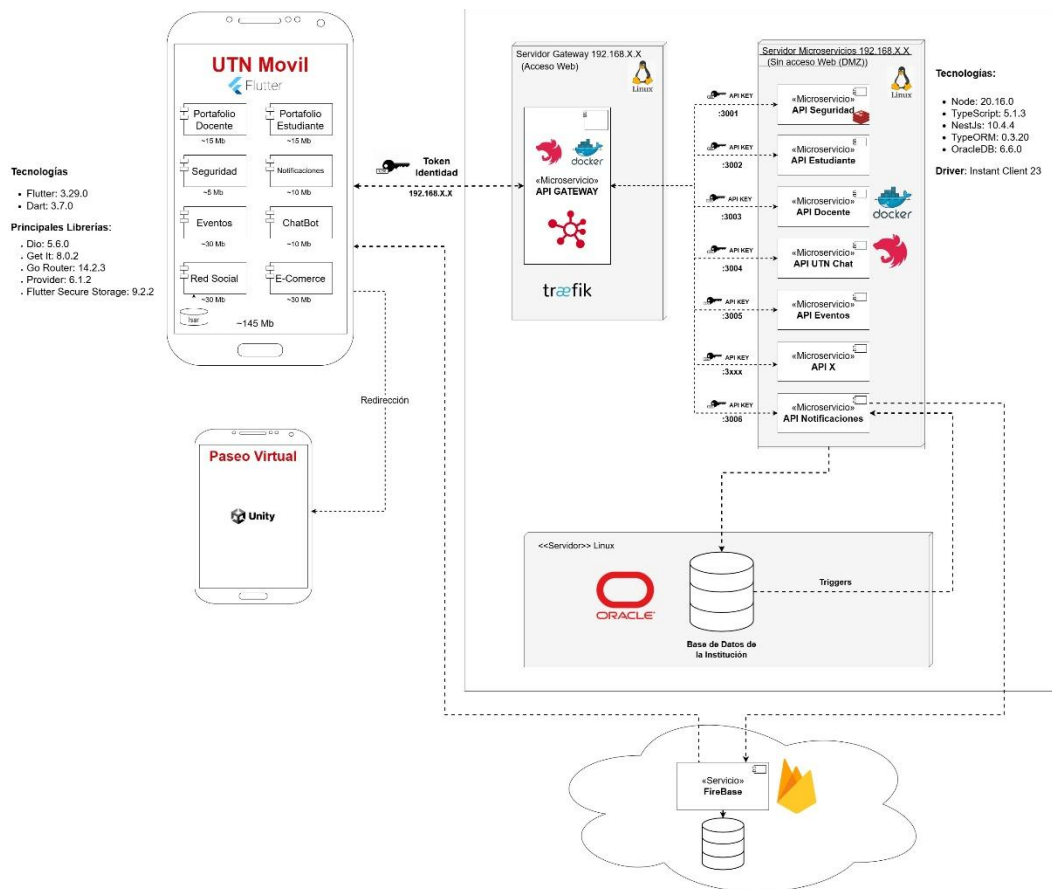 UTN Movil
Flutter
Portafolio
Docente
~15 Mb
Portafolio
Estudiante
~15 Mb
Seguridad
~5 Mb
Notificaciones
~10 Mb
Eventos
~30 Mb
ChatBot
~10 Mb
Red Social
~30 Mb
E-Comerce
~30 Mb
Isar
~145 Mb
Tecnologías
Flutter: 3.29.0
Dart: 3.7.0
Principales Librerías:
Dio: 5.6.0
Get It: 8.0.2
Go Router: 14.2.3
Provider: 6.1.2
Flutter Secure Storage: 9.2.2
Redirección
Paseo Virtual
Unity
Token
Identidad
192.168.X.X
Servidor Gateway 192.168.X.X
(Acceso Web)
Linux
docker
«Microservicio»
API GATEWAY
træfik
Servidor Microservicios 192.168.X.X
(Sin acceso Web (DMZ))
Linux
API KEY
:3001
«Microservicio»
API Seguridad
API KEY
:3002
«Microservicio»
API Estudiante
API KEY
:3003
«Microservicio»
API Docente
docker
API KEY
:3004
«Microservicio»
API UTN Chat
API KEY
:3005
«Microservicio»
API Eventos
API KEY
:3xxx
«Microservicio»
API X
API KEY
:3006
«Microservicio»
API Notificaciones
Tecnologías:
Node: 20.16.0
TypeScript: 5.1.3
NestJs: 10.4.4
TypeORM: 0.3.20
OracleDB: 6.6.0
Driver: Instant Client 23
<<Servidor>> Linux
ORACLE
Base de Datos de
la Institución
Triggers
«Servicio»
FireBase